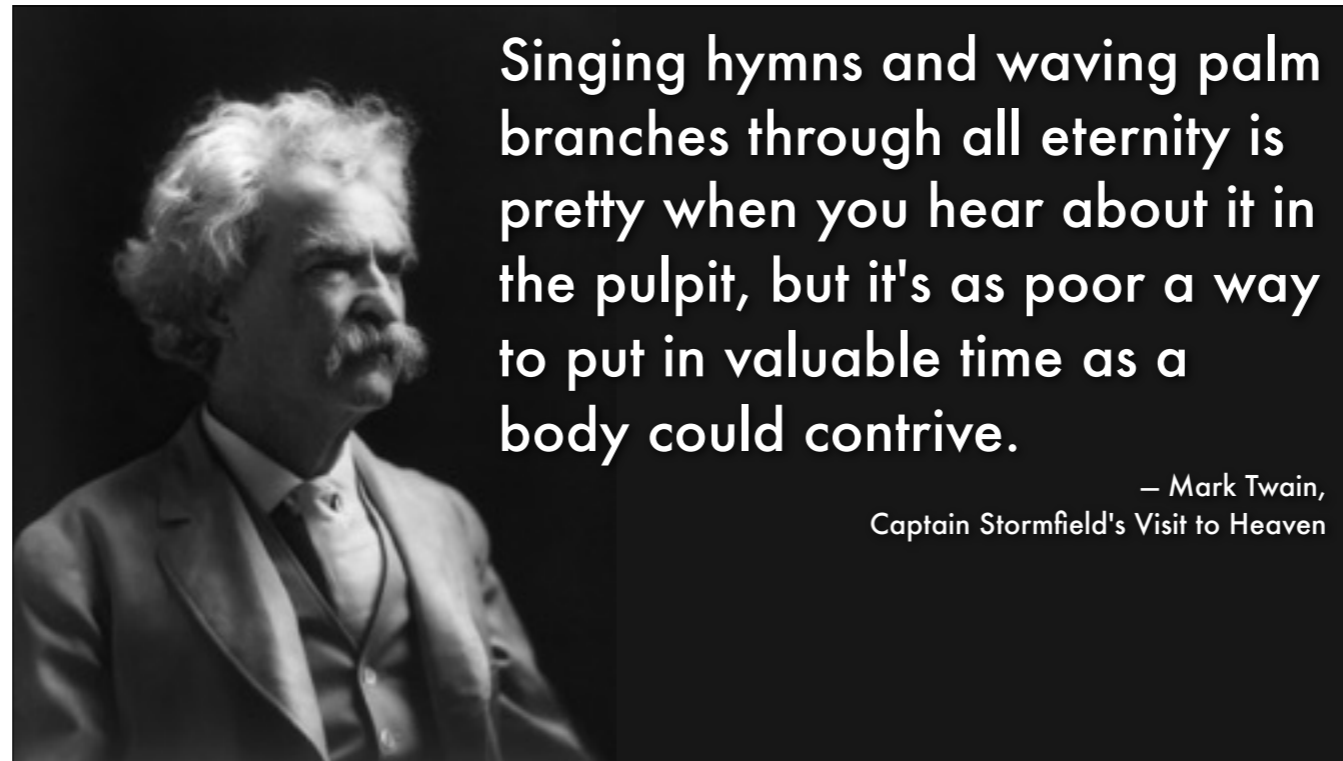 Singing hymns and waving palm
branches through all eternity is
pretty when you hear about it in
the pulpit, but it's as poor a way
to put in valuable time as a
body could contrive.
– Mark Twain,
Captain Stormfield's Visit to Heaven